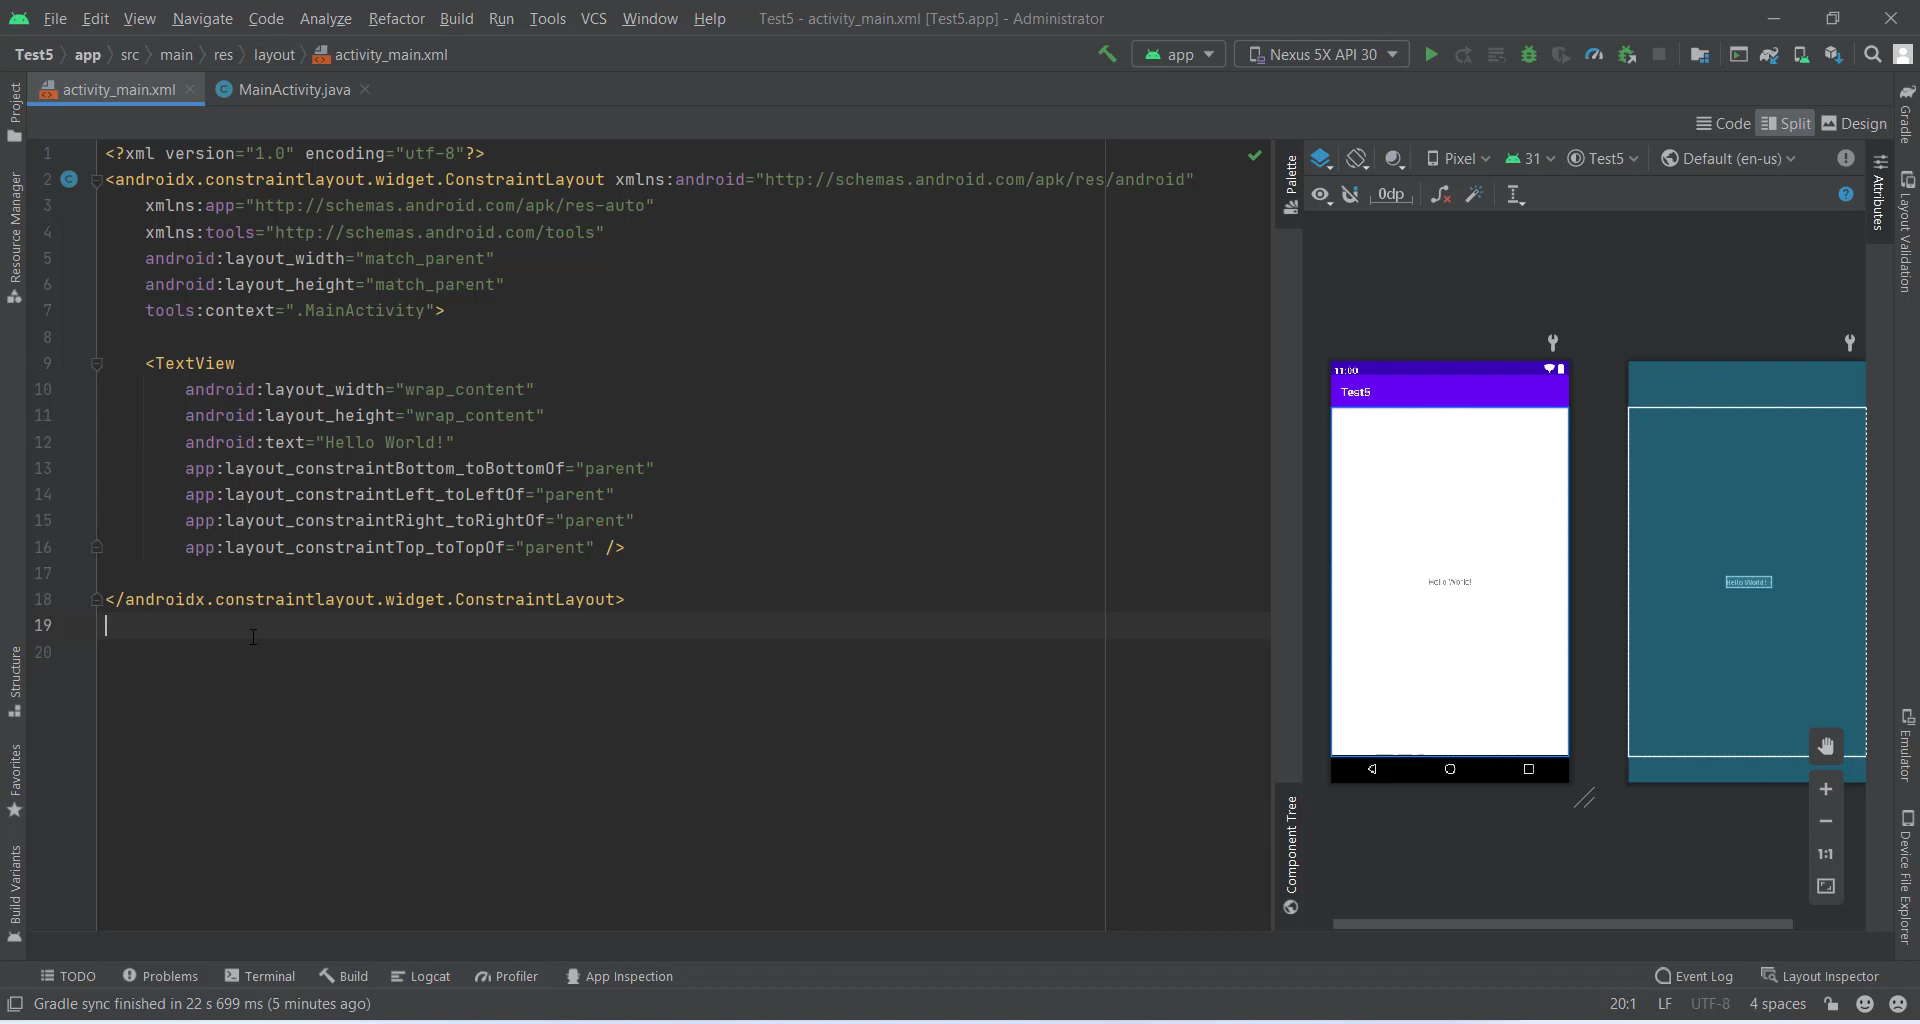 File Edit View Navigate Code Analyze Refactor Build Run Tools VCS Window Help Test5 - activity_main.xml [Test5.app] - Administrator
Test5 app src main res layout activity_main.xml app Nexus 5X API 30
activity_main.xml MainActivity.java
Code Split Design
Project
Resource Manager
Structure
Favorites
Build Variants
1 <?xml version="1.0" encoding="utf-8"?>
2 <androidx.constraintlayout.widget.ConstraintLayout xmlns:android="http://schemas.android.com/apk/res/android"
3 xmlns:app="http://schemas.android.com/apk/res-auto"
4 xmlns:tools="http://schemas.android.com/tools"
5 android:layout_width="match_parent"
6 android:layout_height="match_parent"
7 tools:context=".MainActivity">
8
9 <TextView
10 android:layout_width="wrap_content"
11 android:layout_height="wrap_content"
12 android:text="Hello World!"
13 app:layout_constraintBottom_toBottomOf="parent"
14 app:layout_constraintLeft_toLeftOf="parent"
15 app:layout_constraintRight_toRightOf="parent"
16 app:layout_constraintTop_toTopOf="parent" />
17
18 </androidx.constraintlayout.widget.ConstraintLayout>
19
20
Palette
Component Tree
Pixel 31 Test5 Default (en-us)
0dp
11:00
Test5
Hello World!
Hello World!
1:1
Attributes
Gradle
Layout Validation
Emulator
Device File Explorer
TODO Problems Terminal Build Logcat Profiler App Inspection Event Log Layout Inspector
Gradle sync finished in 22 s 699 ms (5 minutes ago) 20:1 LF UTF-8 4 spaces